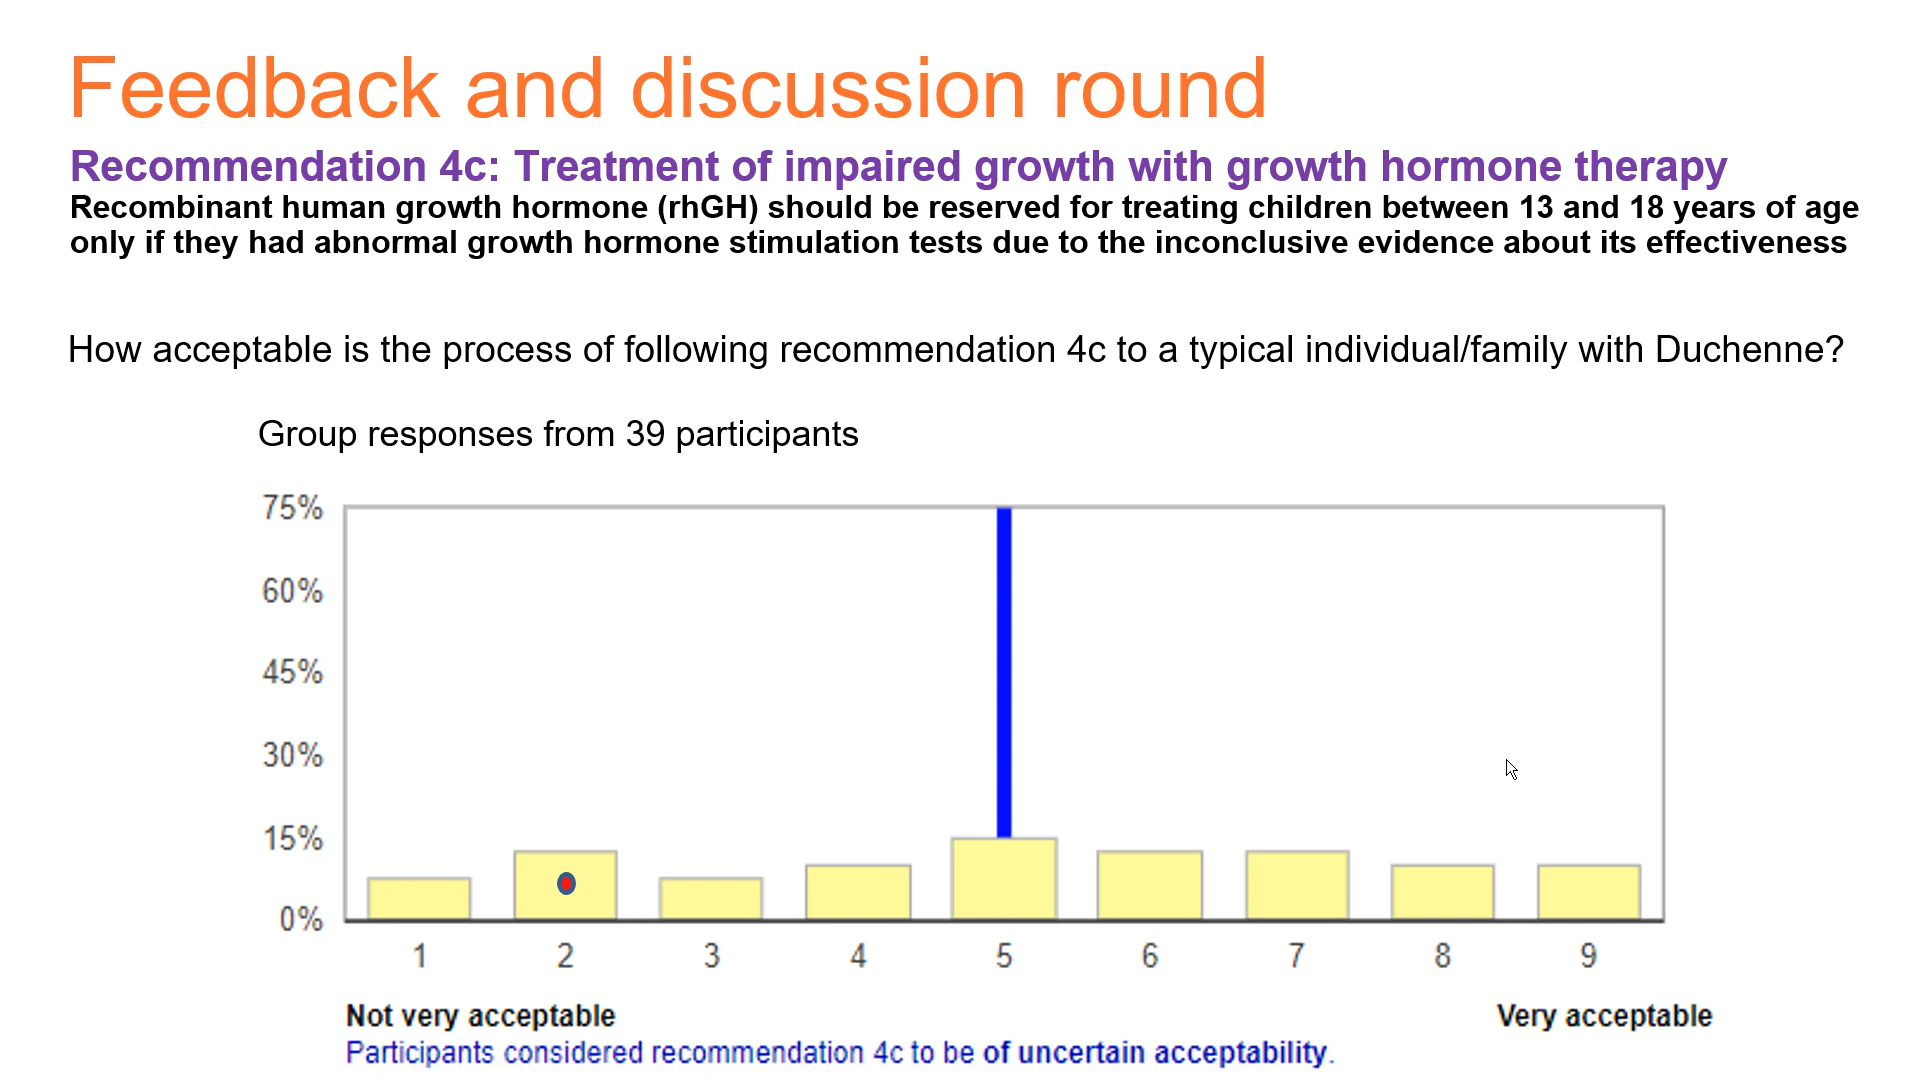 Feedback and discussion round
Recommendation 4c: Treatment of impaired growth with growth hormone therapy
Recombinant human growth hormone (rhGH) should be reserved for treating children between 13 and 18 years of age
only if they had abnormal growth hormone stimulation tests due to the inconclusive evidence about its effectiveness
How acceptable is the process of following recommendation 4c to a typical individual/family with Duchenne?
Group responses from 39 participants
75%
60%
45%
30%
15%
0%
1 2 3 4 5 6 7 8 9
Not very acceptable Very acceptable
Participants considered recommendation 4c to be of uncertain acceptability.